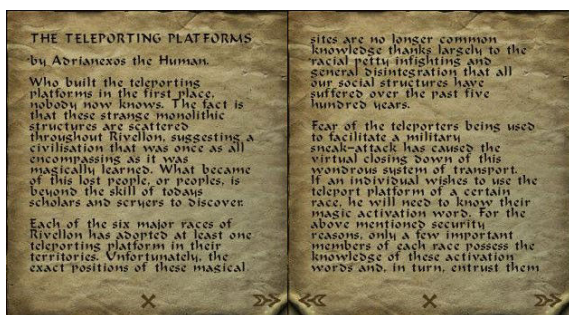 THE TELEPORTING PLATFORMS
by Adrianexos the Human.
Who built the teleporting
platforms in the first place,
nobody now knows. The fact is
that these strange monolithic
structures are scattered
throughout Rivellon, suggesting a
civilisation that was once as all
encompassing as it was
magically learned. What became
of this lost people, or peoples, is
beyond the skill of todays
scholars and scryers to discover.
Each of the six major races of
Rivellon has adopted at least one
teleporting platform in their
territories. Unfortunately, the
exact positions of these magical
sites are no longer common
knowledge thanks largely to the
racial petty infighting and
general disintegration that all
our social structures have
suffered over the past five
hundred years.
Fear of the teleporters being used
to facilitate a military
sneak-attack has caused the
virtual closing down of this
wondrous system of transport.
If an individual wishes to use the
teleport platform of a certain
race, he will need to know their
magic activation word. For the
above mentioned security
reasons, only a few important
members of each race possess the
knowledge of these activation
words and, in turn, entrust them